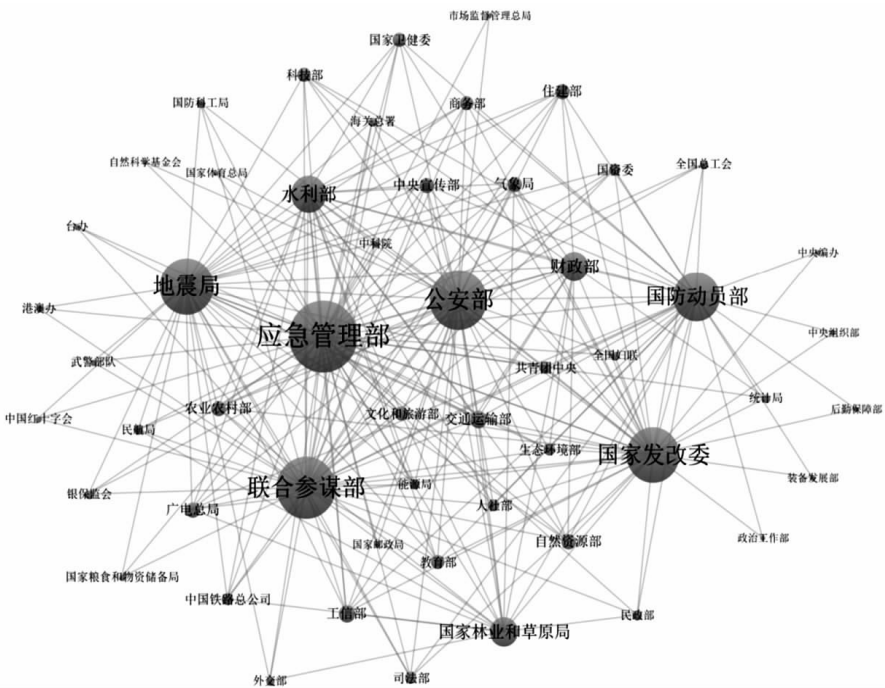 市场监督管理总局
国家卫健委
科技部
住建部
国防科工局
商务部
海关总署
自然科学基金会
国家体育总局
国资委
全国总工会
水利部
中央宣传部
气象局
台办
中科院
中央编办
地震局
公安部
财政部
国防动员部
港澳办
应急管理部
中央组织部
武警部队
共青团中央
全国妇联
统计局
中国红十字会
农业农村部
民航局
文化和旅游部
交通运输部
后勤保障部
生态环境部
国家发改委
银保监会
联合参谋部
能源局
装备发展部
广电总局
人社部
国家邮政局
自然资源部
政治工作部
国家粮食和物资储备局
教育部
中国铁路总公司
工信部
民政部
国家林业和草原局
外交部
司法部